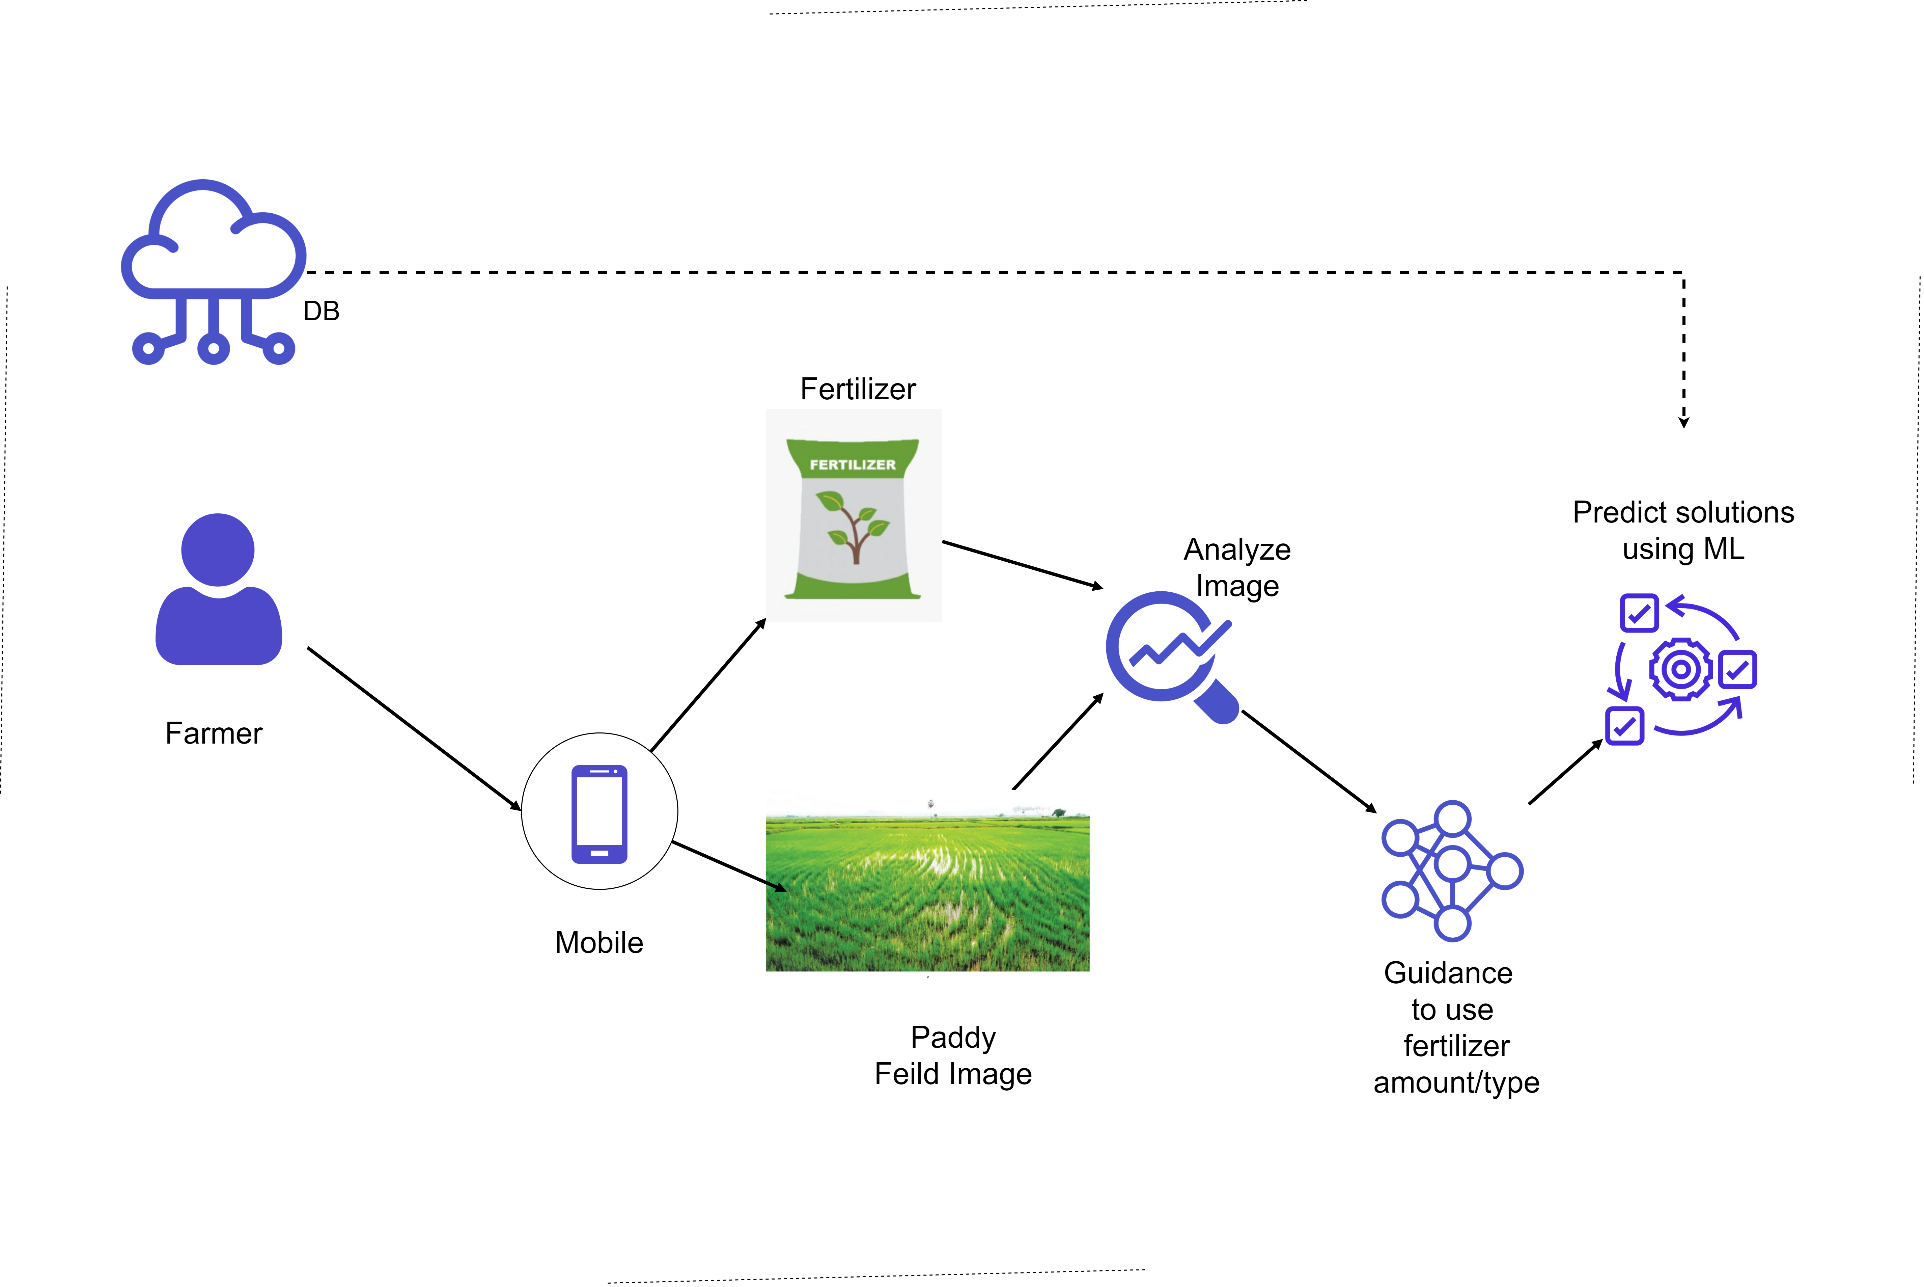 DB
Fertilizer
FERTILIZER
Analyze
Image
Predict solutions
using ML
Farmer
Mobile
Paddy
Feild Image
Guidance
to use
fertilizer
amount/type